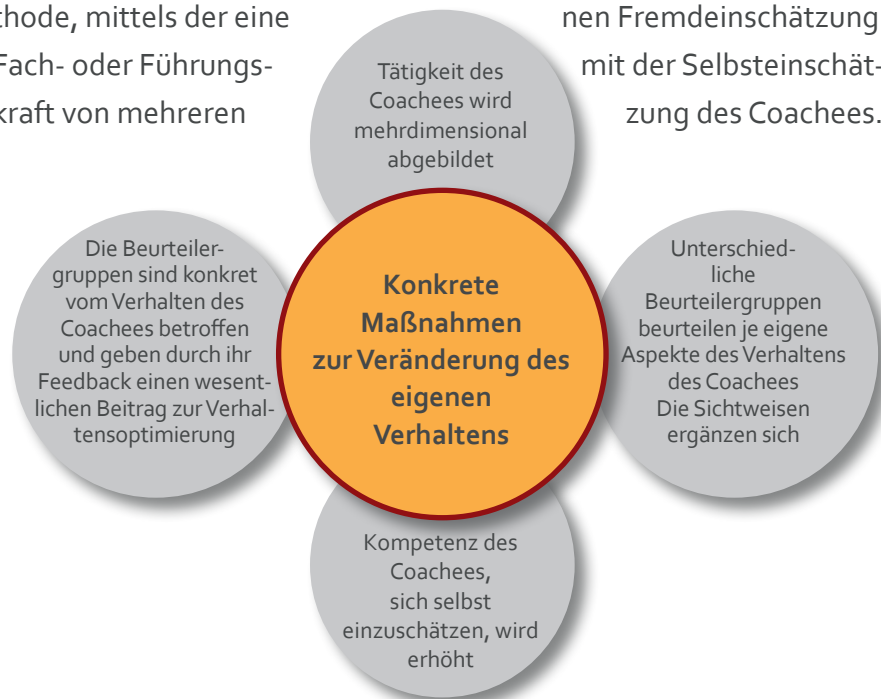 thode, mittels der eine
Fach- oder Führungs-
kraft von mehreren
nen Fremdeinschätzung
mit der Selbsteinschät-
zung des Coachees.
Tätigkeit des
Coachees wird
mehrdimensional
abgebildet
Die Beurteiler-
gruppen sind konkret
vom Verhalten des
Coachees betroffen
und geben durch ihr
Feedback einen wesent-
lichen Beitrag zur Verhal-
tensoptimierung
Konkrete
Maßnahmen
zur Veränderung des
eigenen
Verhaltens
Unterschied-
liche
Beurteilergruppen
beurteilen je eigene
Aspekte des Verhaltens
des Coachees
Die Sichtweisen
ergänzen sich
Kompetenz des
Coachees,
sich selbst
einzuschätzen, wird
erhöht